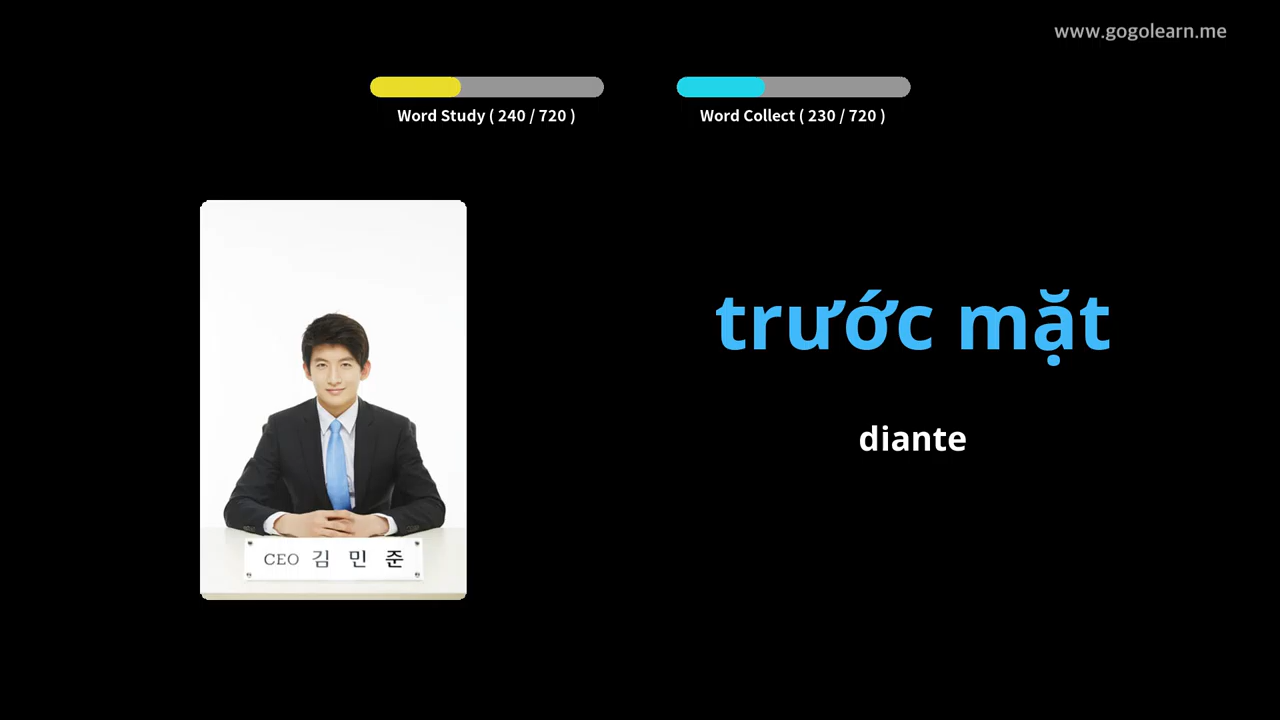 www.gogolearn.me
Word Study ( 240 / 720 )
Word Collect ( 230 / 720 )
trước mặt
diante
CEO 김 민 준